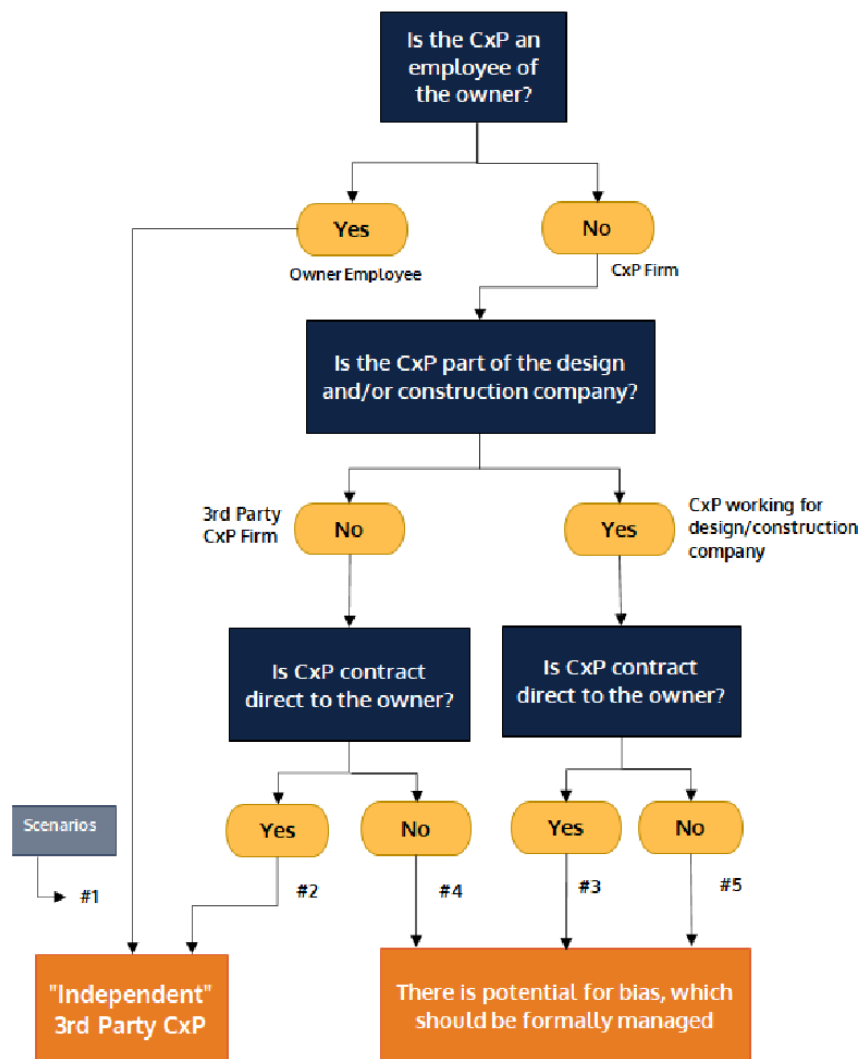 Is the CxP an
employee of
the owner?
Yes
No
Owner Employee
CxP Firm
Is the CxP part of the design
and/or construction company?
3rd Party
CxP Firm
No
Yes
CxP working for
design/construction
company
Is CxP contract
direct to the owner?
Is CxP contract
direct to the owner?
Scenarios
#1
Yes
No
Yes
No
#2
#4
#3
#5
"Independent"
3rd Party CxP
There is potential for bias, which
should be formally managed